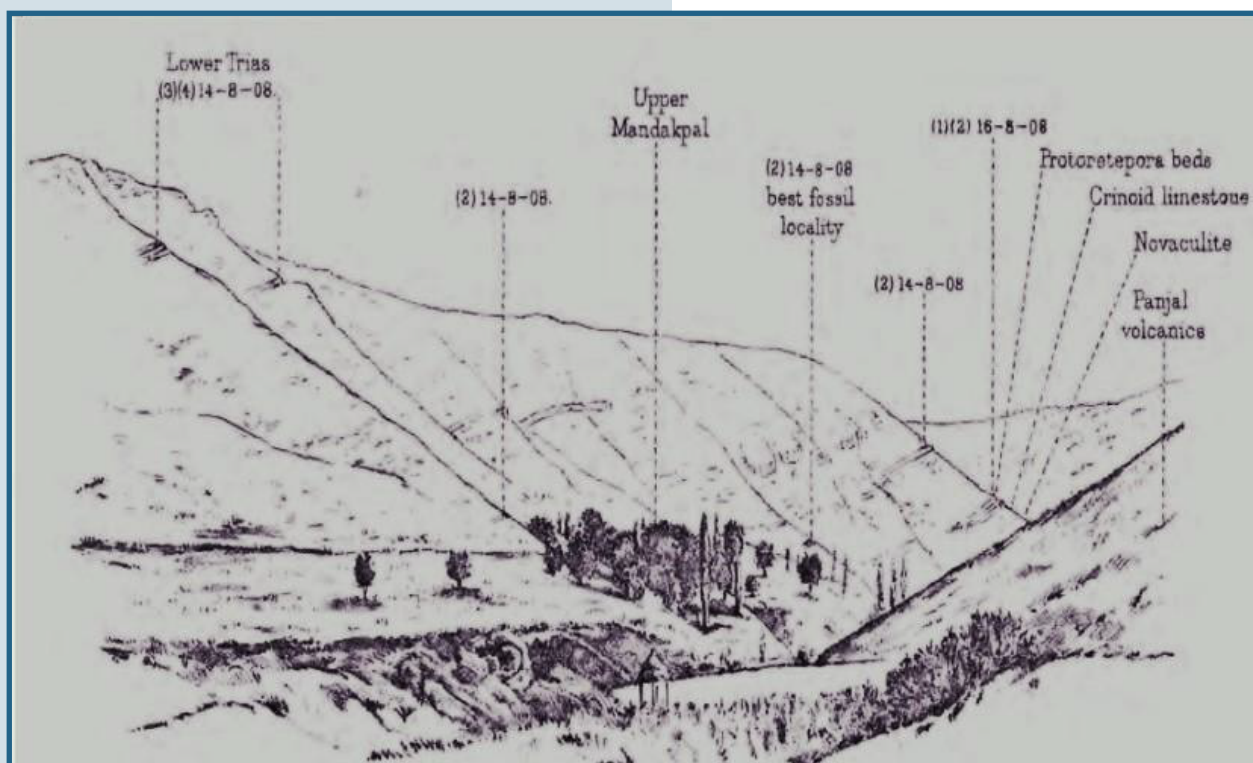 Lower Trias
(3)(4) 14-8-08.
(2) 14-8-08.
Upper
Mandakpal
(2) 14-8-08
best fossil
locality
(2) 14-8-08
(1)(2) 16-8-08
Protoretepora beds
Crinoid limestone
Novaculite
Panjal
volcanics